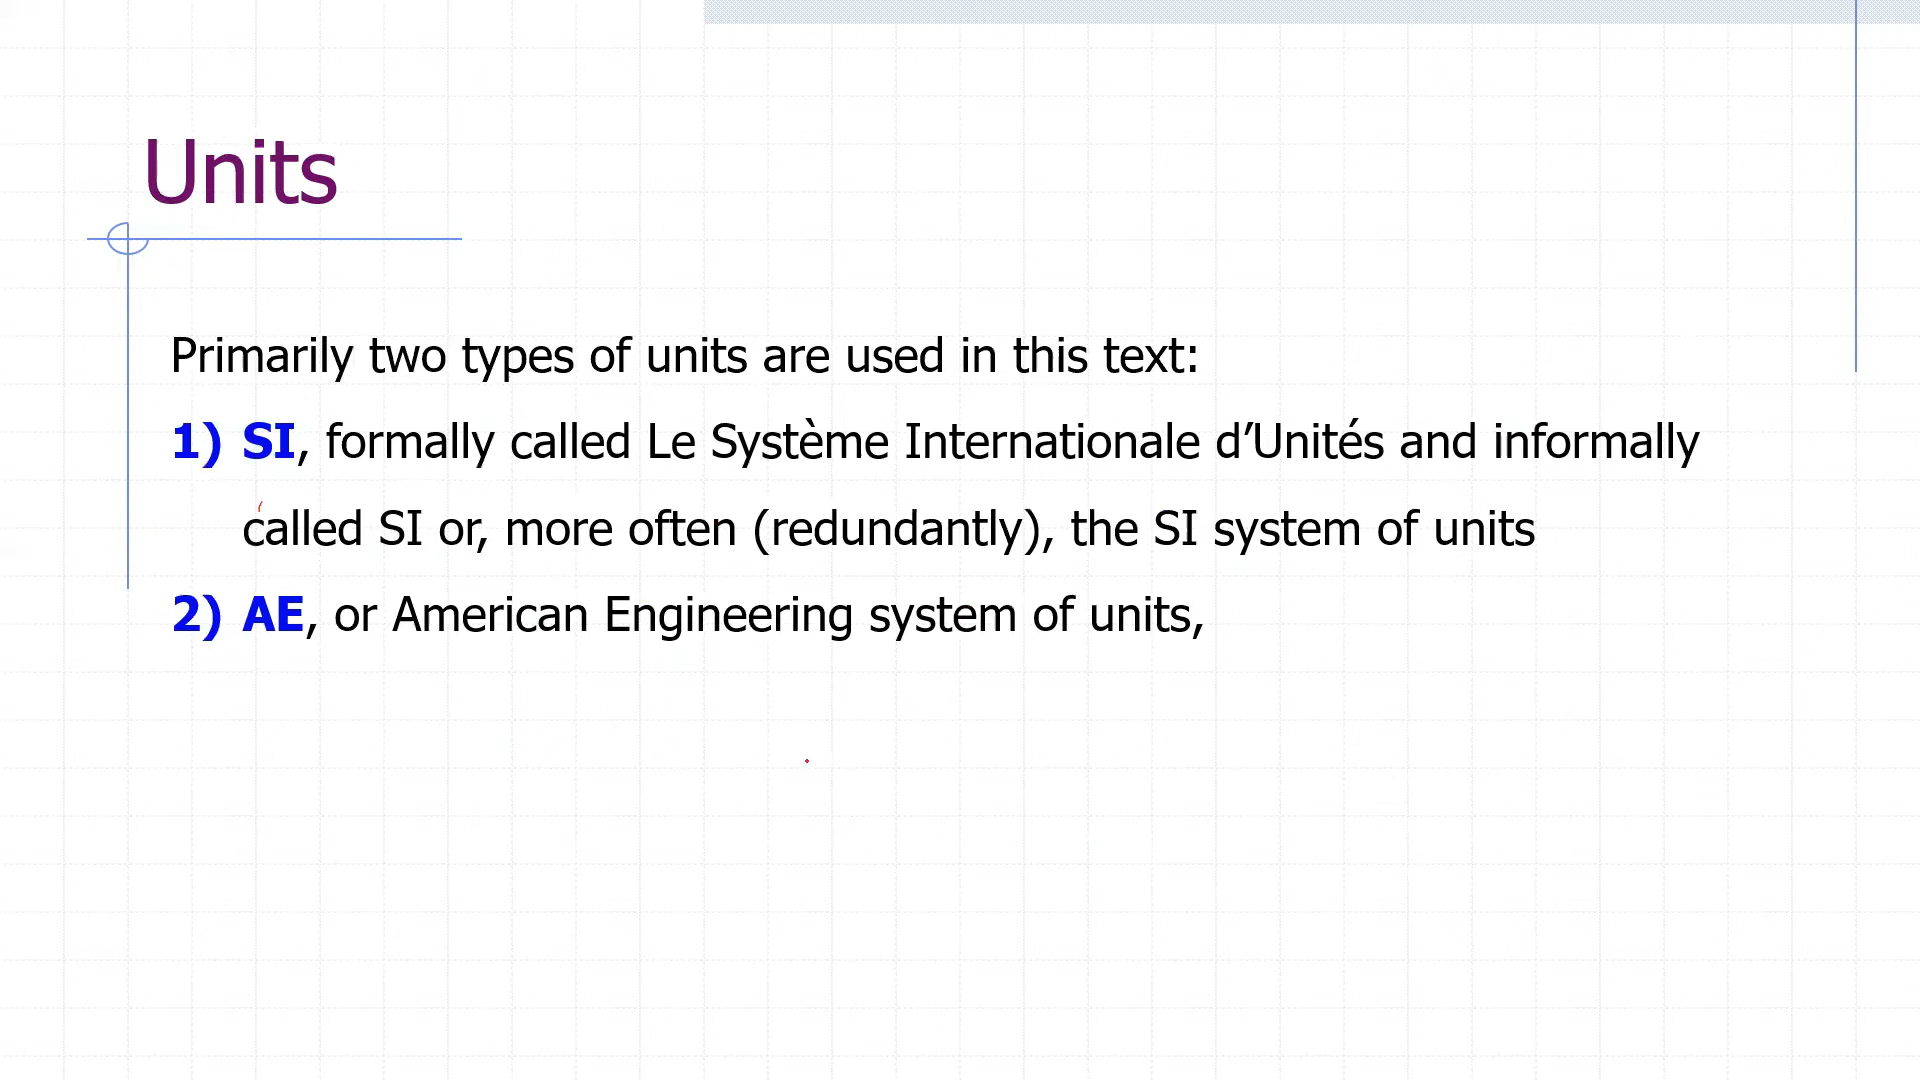 Units
Primarily two types of units are used in this text:
1) SI, formally called Le Système Internationale d’Unités and informally
called SI or, more often (redundantly), the SI system of units
2) AE, or American Engineering system of units,